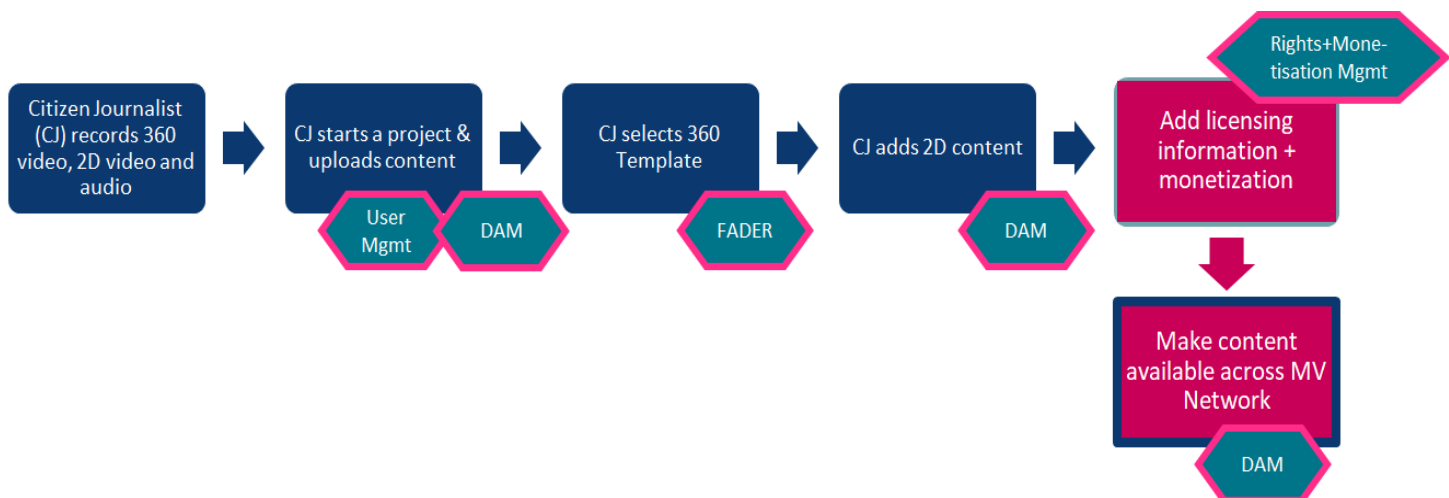 Citizen Journalist
(CJ) records 360
video, 2D video and
audio
CJ starts a project &
uploads content
User
Mgmt
DAM
CJ selects 360
Template
FADER
CJ adds 2D content
DAM
Rights+Mone-
tisation Mgmt
Add licensing
information +
monetization
Make content
available across MV
Network
DAM